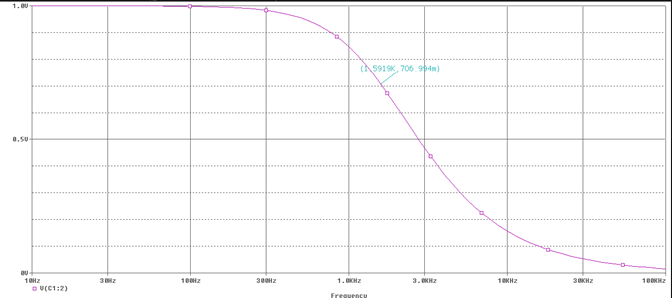 1.0V
(1.5919K,706.994m)
0.5V
0V
10Hz 30Hz 100Hz 300Hz 1.0KHz 3.0KHz 10KHz 30KHz 100KHz
V(C1:2)
Frequency